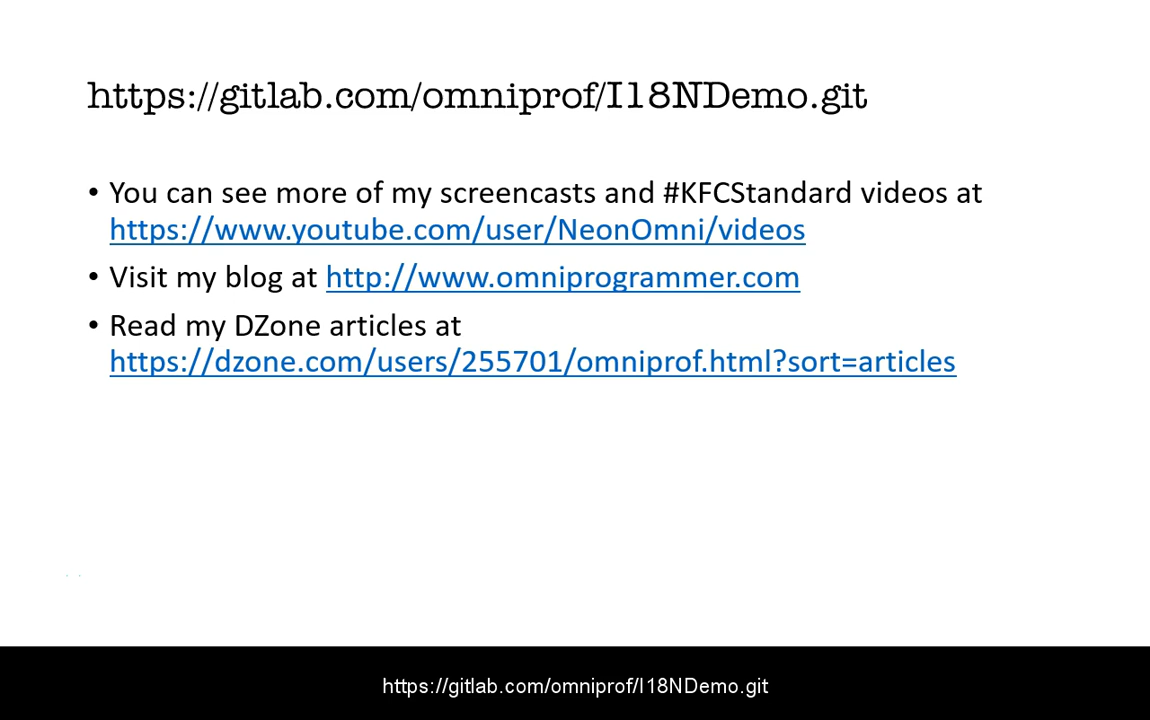 https://gitlab.com/omniprof/I18NDemo.git
• You can see more of my screencasts and #KFCStandard videos at
https://www.youtube.com/user/NeonOmni/videos
• Visit my blog at http://www.omniprogrammer.com
• Read my DZone articles at
https://dzone.com/users/255701/omniprof.html?sort=articles
https://gitlab.com/omniprof/I18NDemo.git